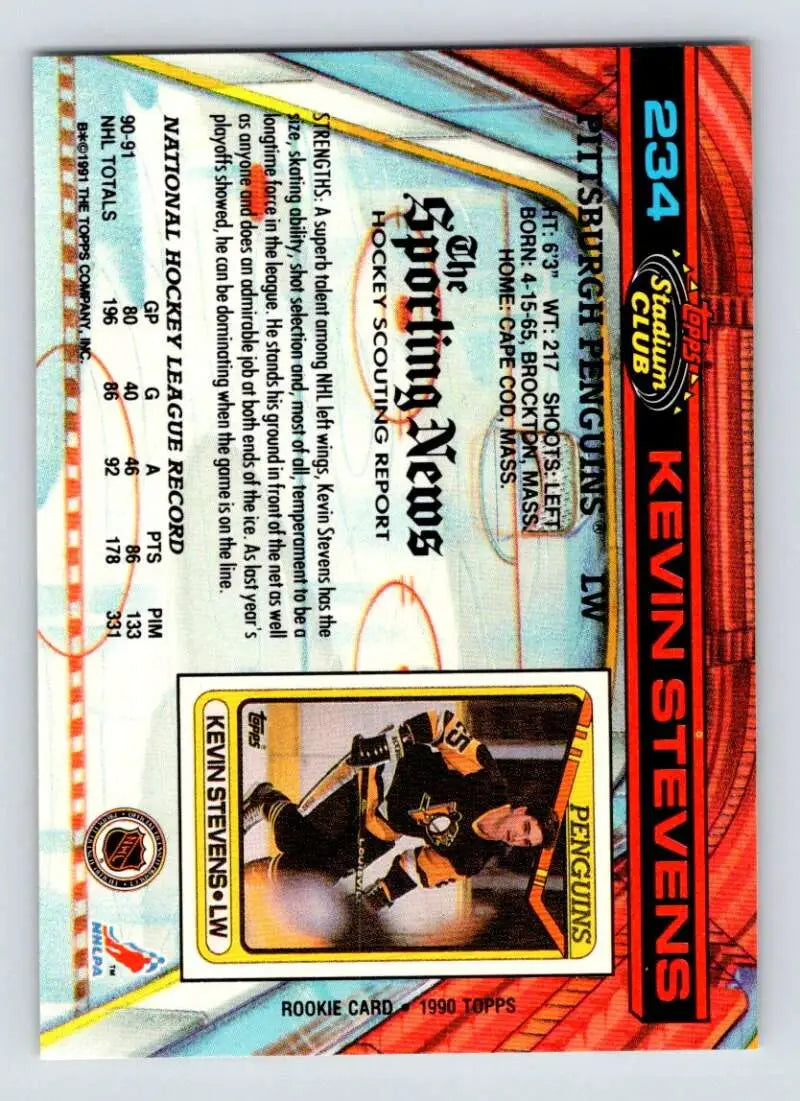 234
topps
Stadium
CLUB
KEVIN STEVENS
PITTSBURGH PENGUINS® LW
HT: 6'3" WT: 217 SHOOTS: LEFT
BORN: 4-15-65, BROCKTON, MASS.
HOME: CAPE COD, MASS.
The
Sporting News
HOCKEY SCOUTING REPORT
STRENGTHS: A superb talent among NHL left wings, Kevin Stevens has the
size, skating ability, shot selection and, most of all, temperament to be a
longtime force in the league. He stands his ground in front of the net as well
as anyone and does an admirable job at both ends of the ice. As last year's
playoffs showed, he can be dominating when the game is on the line.
NATIONAL HOCKEY LEAGUE RECORD
GP G A PTS PIM
90-91 80 40 46 86 133
NHL TOTALS 196 86 92 178 331
B*©1991 THE TOPPS COMPANY, INC.
PENGUINS
topps
KEVIN STEVENS•LW
ROOKIE CARD • 1990 TOPPS
NHL
NHLPA
TM